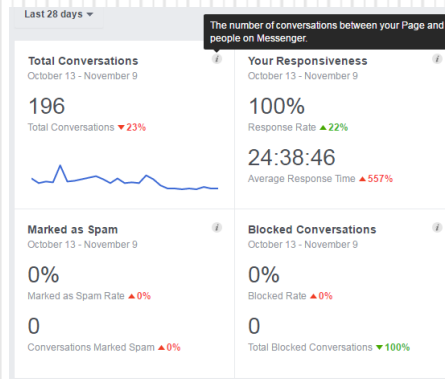 Last 28 days
The number of conversations between your Page and
people on Messenger.
Total Conversations
October 13 - November 9
196
Total Conversations ▼23%
Your Responsiveness
October 13 - November 9
100%
Response Rate ▲22%
24:38:46
Average Response Time ▲557%
Marked as Spam
October 13 - November 9
0%
Marked as Spam Rate ▲0%
0
Conversations Marked Spam ▲0%
Blocked Conversations
October 13 - November 9
0%
Blocked Rate ▲0%
0
Total Blocked Conversations ▼100%